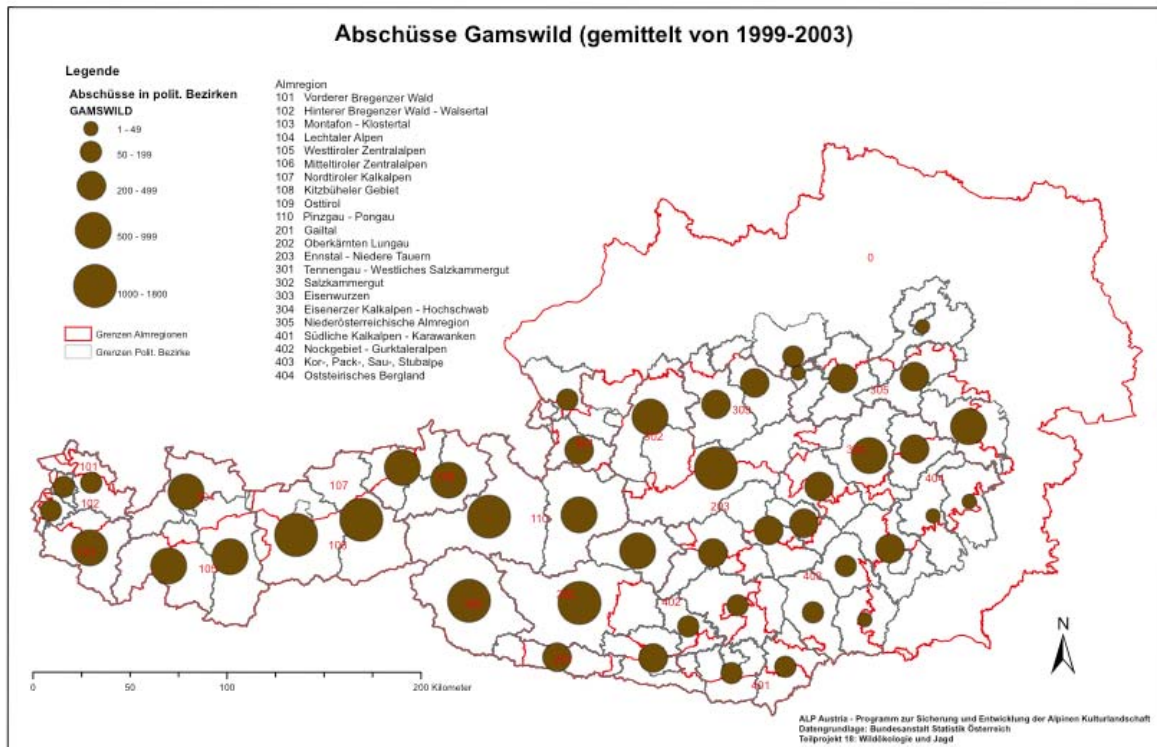 Abschüsse Gamswild (gemittelt von 1999-2003)
Legende
Abschüsse in polit. Bezirken
GAMSWILD
1 - 49
50 - 199
200 - 499
500 - 999
1000 - 1800
Grenzen Almregionen
Grenzen Polit. Bezirke
Almregion
101 Vorderer Bregenzer Wald
102 Hinterer Bregenzer Wald - Walsertal
103 Montafon - Klostertal
104 Lechtaler Alpen
105 Westtiroler Zentralalpen
106 Mitteltiroler Zentralalpen
107 Nordtiroler Kalkalpen
108 Kitzbüheler Gebiet
109 Osttirol
110 Pinzgau - Pongau
201 Gailtal
202 Oberkärnten Lungau
203 Ennstal - Niedere Tauern
301 Tennengau - Westliches Salzkammergut
302 Salzkammergut
303 Eisenwurzen
304 Eisenerzer Kalkalpen - Hochschwab
305 Niederösterreichische Almregion
401 Südliche Kalkalpen - Karawanken
402 Nockgebiet - Gurktaleralpen
403 Kor-, Pack-, Sau-, Stubalpe
404 Oststeirisches Bergland
0
305
303
302
101
102
107
110
203
404
106
105
402
403
401
N
0 50 100 200 Kilometer
ALP Austria - Programm zur Sicherung und Entwicklung der Alpinen Kulturlandschaft
Datengrundlage: Bundesanstalt Statistik Österreich
Teilprojekt 18: Wildökologie und Jagd